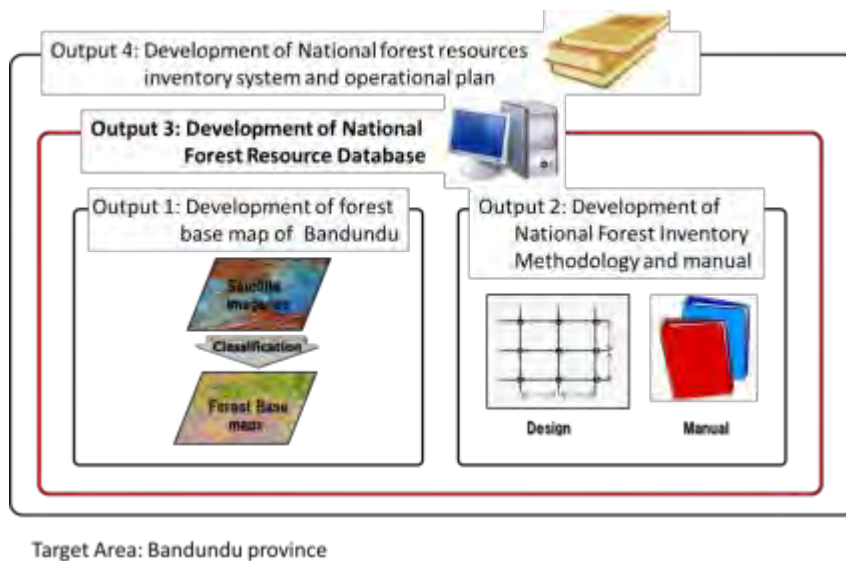 Output 4: Development of National forest resources
inventory system and operational plan
Output 3: Development of National
Forest Resource Database
Output 1: Development of forest
base map of Bandundu
Output 2: Development of
National Forest Inventory
Methodology and manual
Satellite
Imageries
Classification
Forest Base
maps
Design
Manual
Target Area: Bandundu province